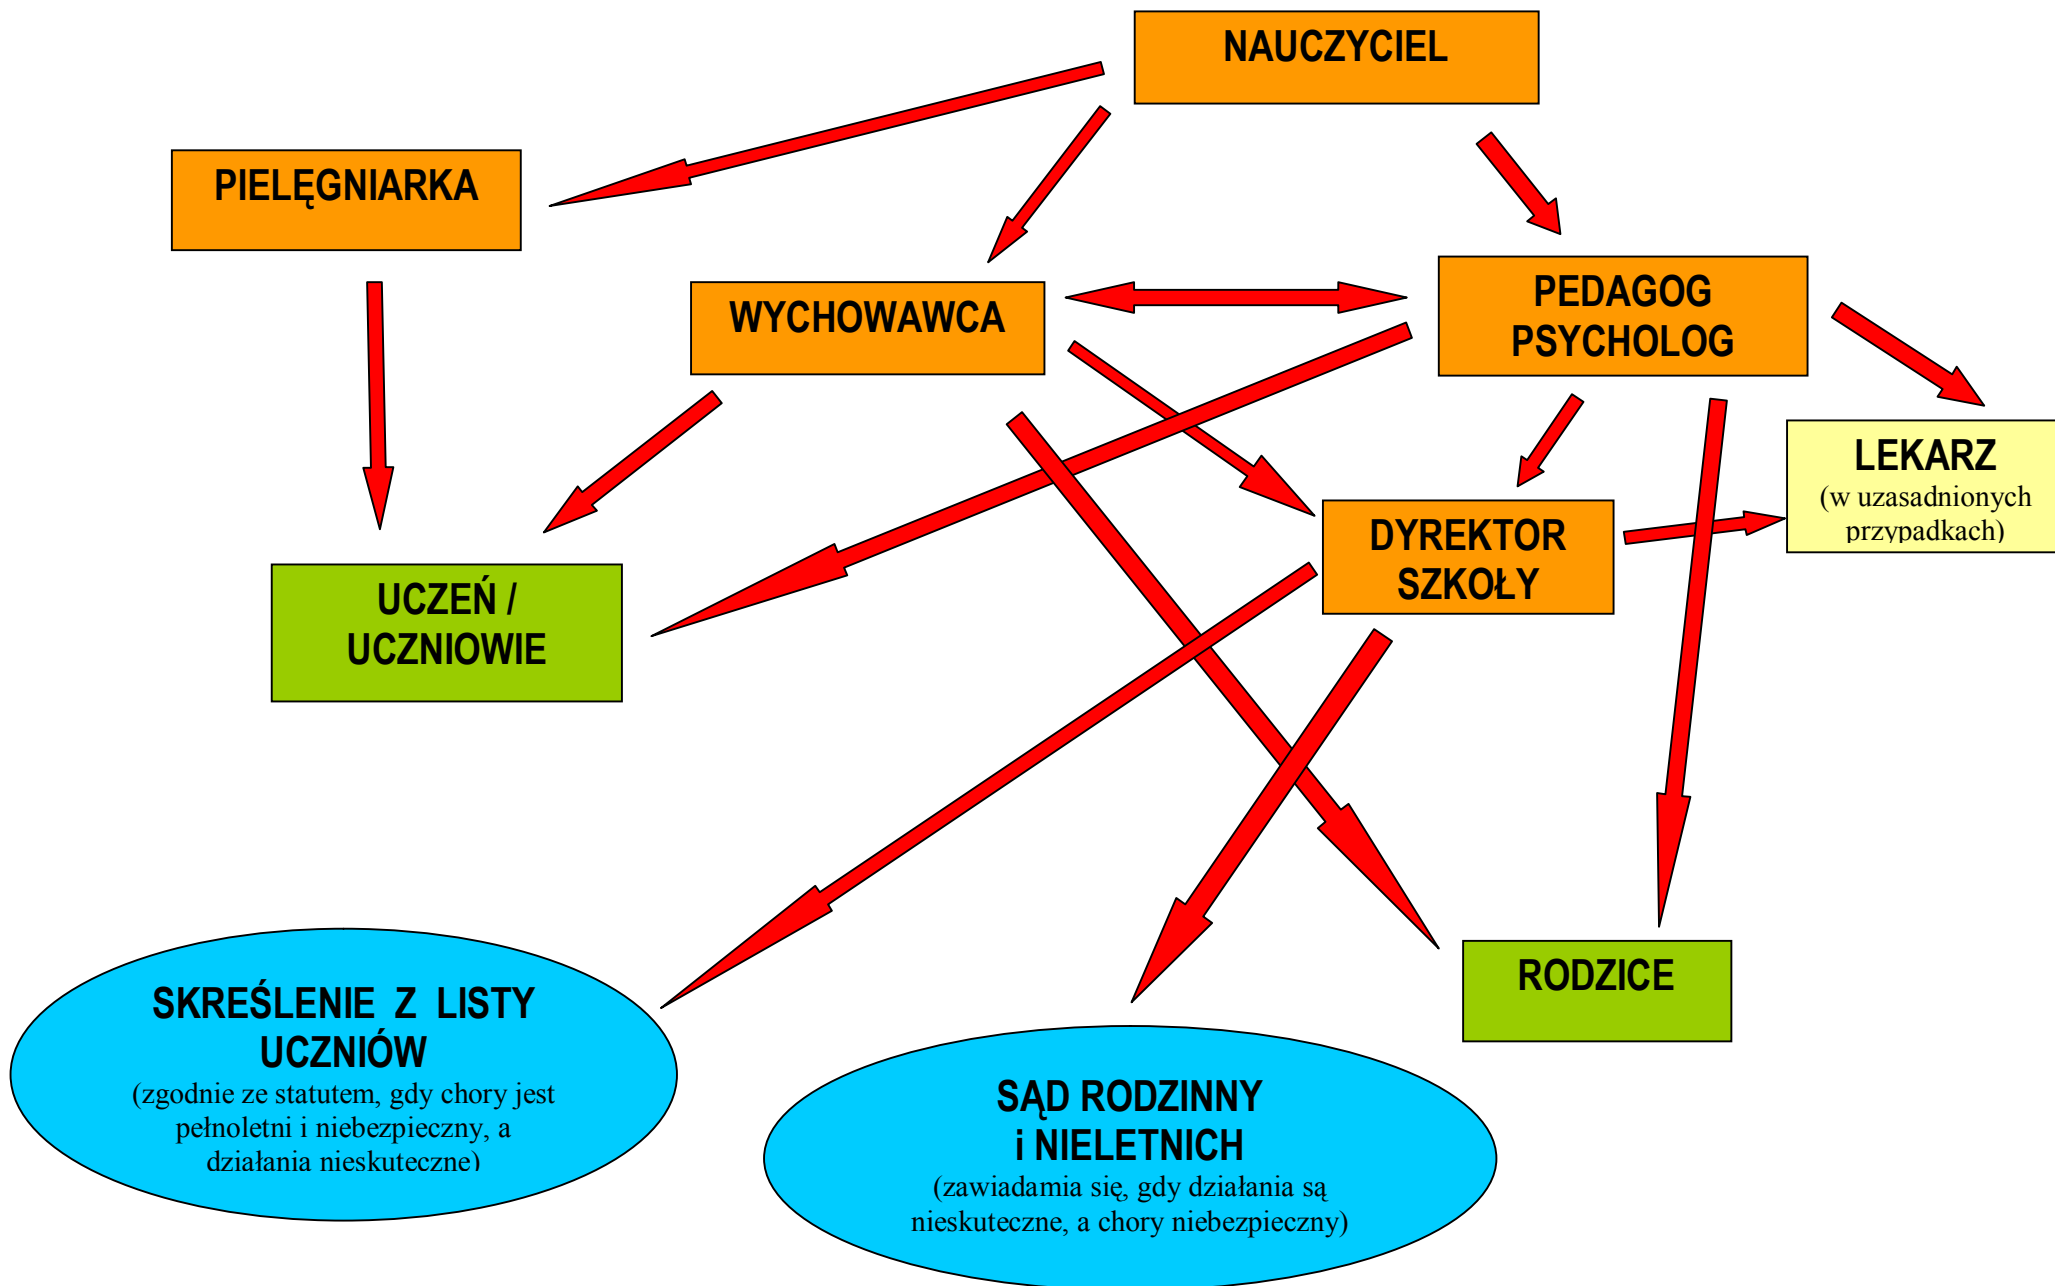 NAUCZYCIEL
PIELĘGNIARKA
WYCHOWAWCA
PEDAGOG
PSYCHOLOG
LEKARZ
(w uzasadnionych
przypadkach)
DYREKTOR
SZKOŁY
UCZEŃ /
UCZNIOWIE
RODZICE
SKREŚLENIE Z LISTY
UCZNIÓW
(zgodnie ze statutem, gdy chory jest
pełnoletni i niebezpieczny, a
działania nieskuteczne)
SĄD RODZINNY
i NIELETNICH
(zawiadamia się, gdy działania są
nieskuteczne, a chory niebezpieczny)